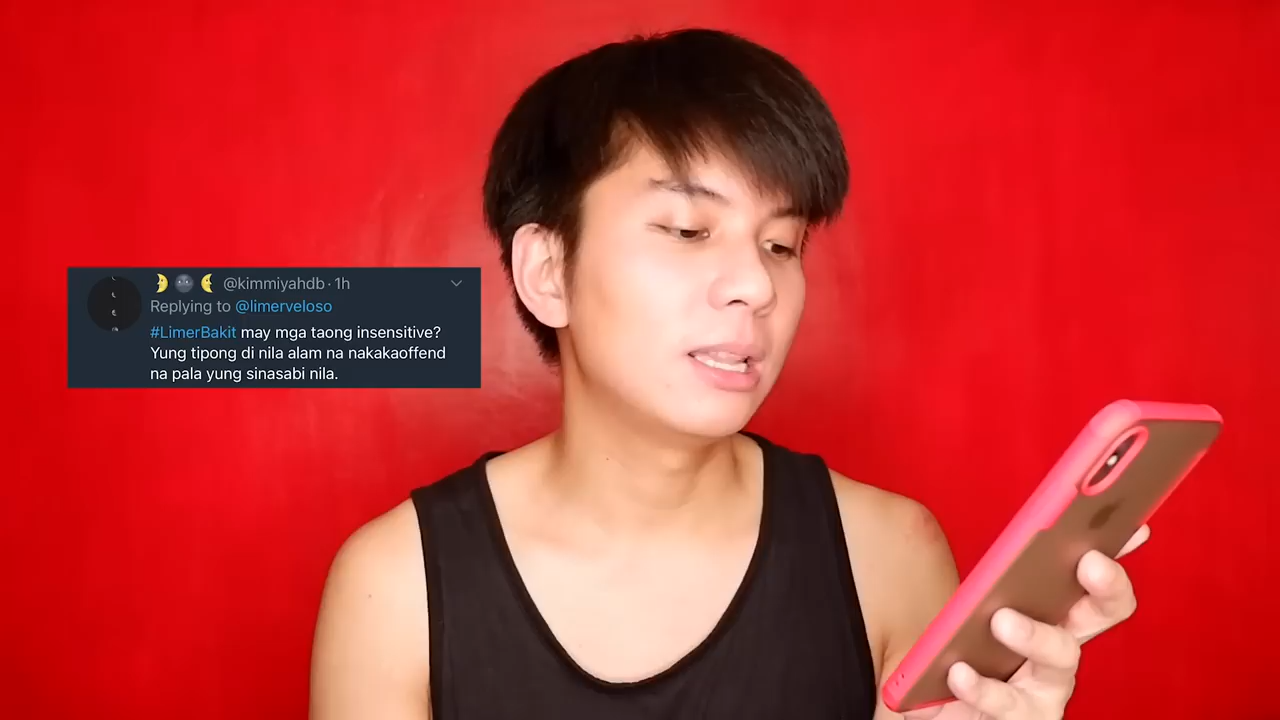 @kimmiyahdb · 1h
Replying to @limerveloso
#LimerBakit may mga taong insensitive?
Yung tipong di nila alam na nakakaoffend
na pala yung sinasabi nila.